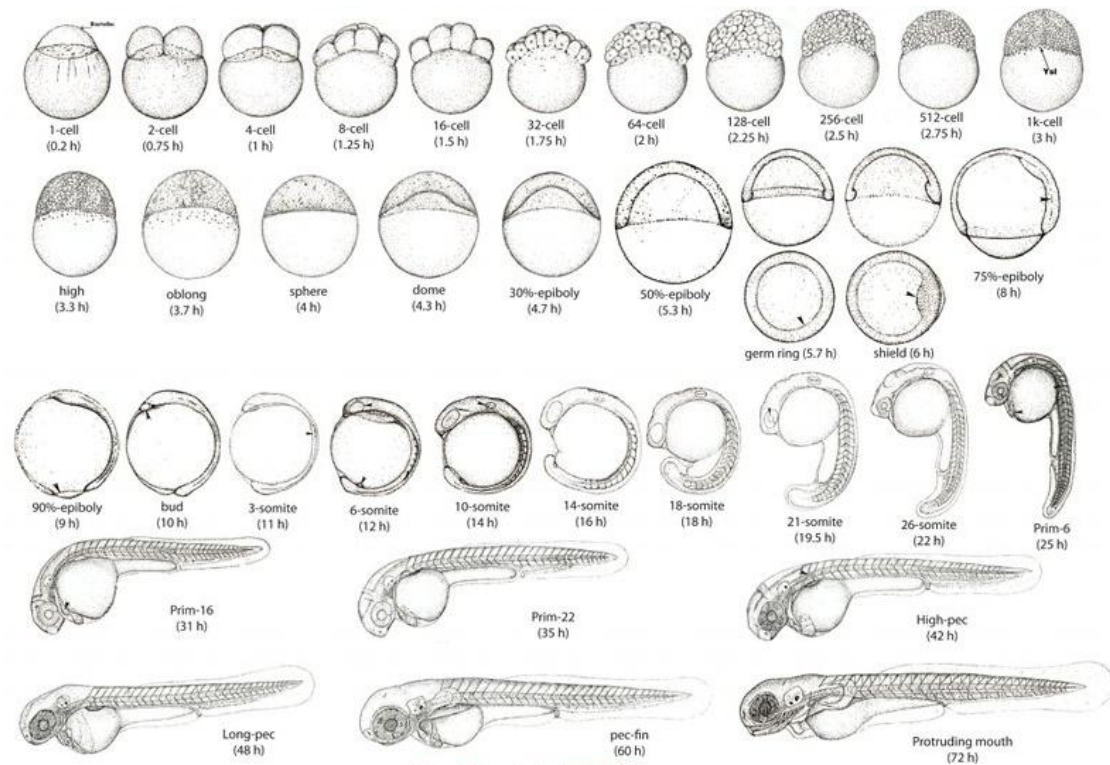 1-cell
(0.2 h)
2-cell
(0.75 h)
4-cell
(1 h)
8-cell
(1.25 h)
16-cell
(1.5 h)
32-cell
(1.75 h)
64-cell
(2 h)
128-cell
(2.25 h)
256-cell
(2.5 h)
512-cell
(2.75 h)
Ysl
1k-cell
(3 h)
high
(3.3 h)
oblong
(3.7 h)
sphere
(4 h)
dome
(4.3 h)
30%-epiboly
(4.7 h)
50%-epiboly
(5.3 h)
germ ring (5.7 h)
shield (6 h)
75%-epiboly
(8 h)
90%-epiboly
(9 h)
bud
(10 h)
3-somite
(11 h)
6-somite
(12 h)
10-somite
(14 h)
14-somite
(16 h)
18-somite
(18 h)
21-somite
(19.5 h)
26-somite
(22 h)
Prim-6
(25 h)
Prim-16
(31 h)
Prim-22
(35 h)
High-pec
(42 h)
Long-pec
(48 h)
pec-fin
(60 h)
Protruding mouth
(72 h)